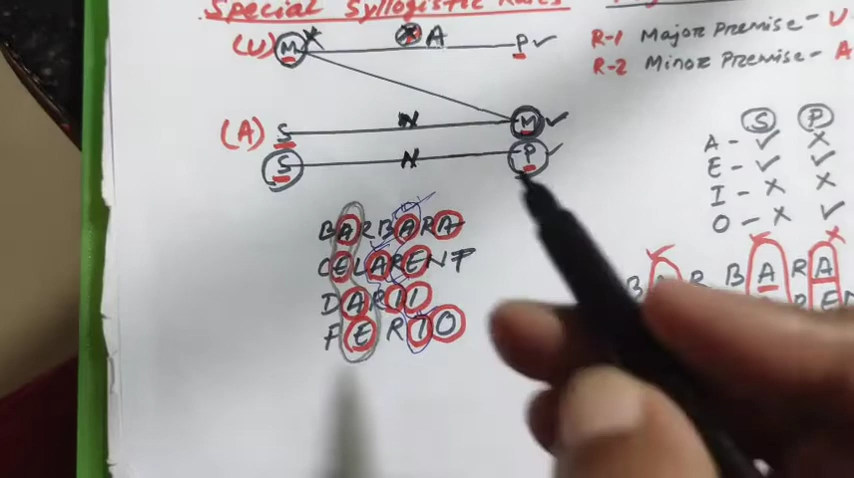 Special Syllogistic Rules
(U) M A P
R-1 Major Premise - U
R-2 Minor Premise - A
(A) S N M
S N P
S P
A - ✓ ✗
E - ✓ ✓
I - ✗ ✗
O - ✗ ✓
BARBARA
CELARENT
DARII
FERIO
B R B A R A